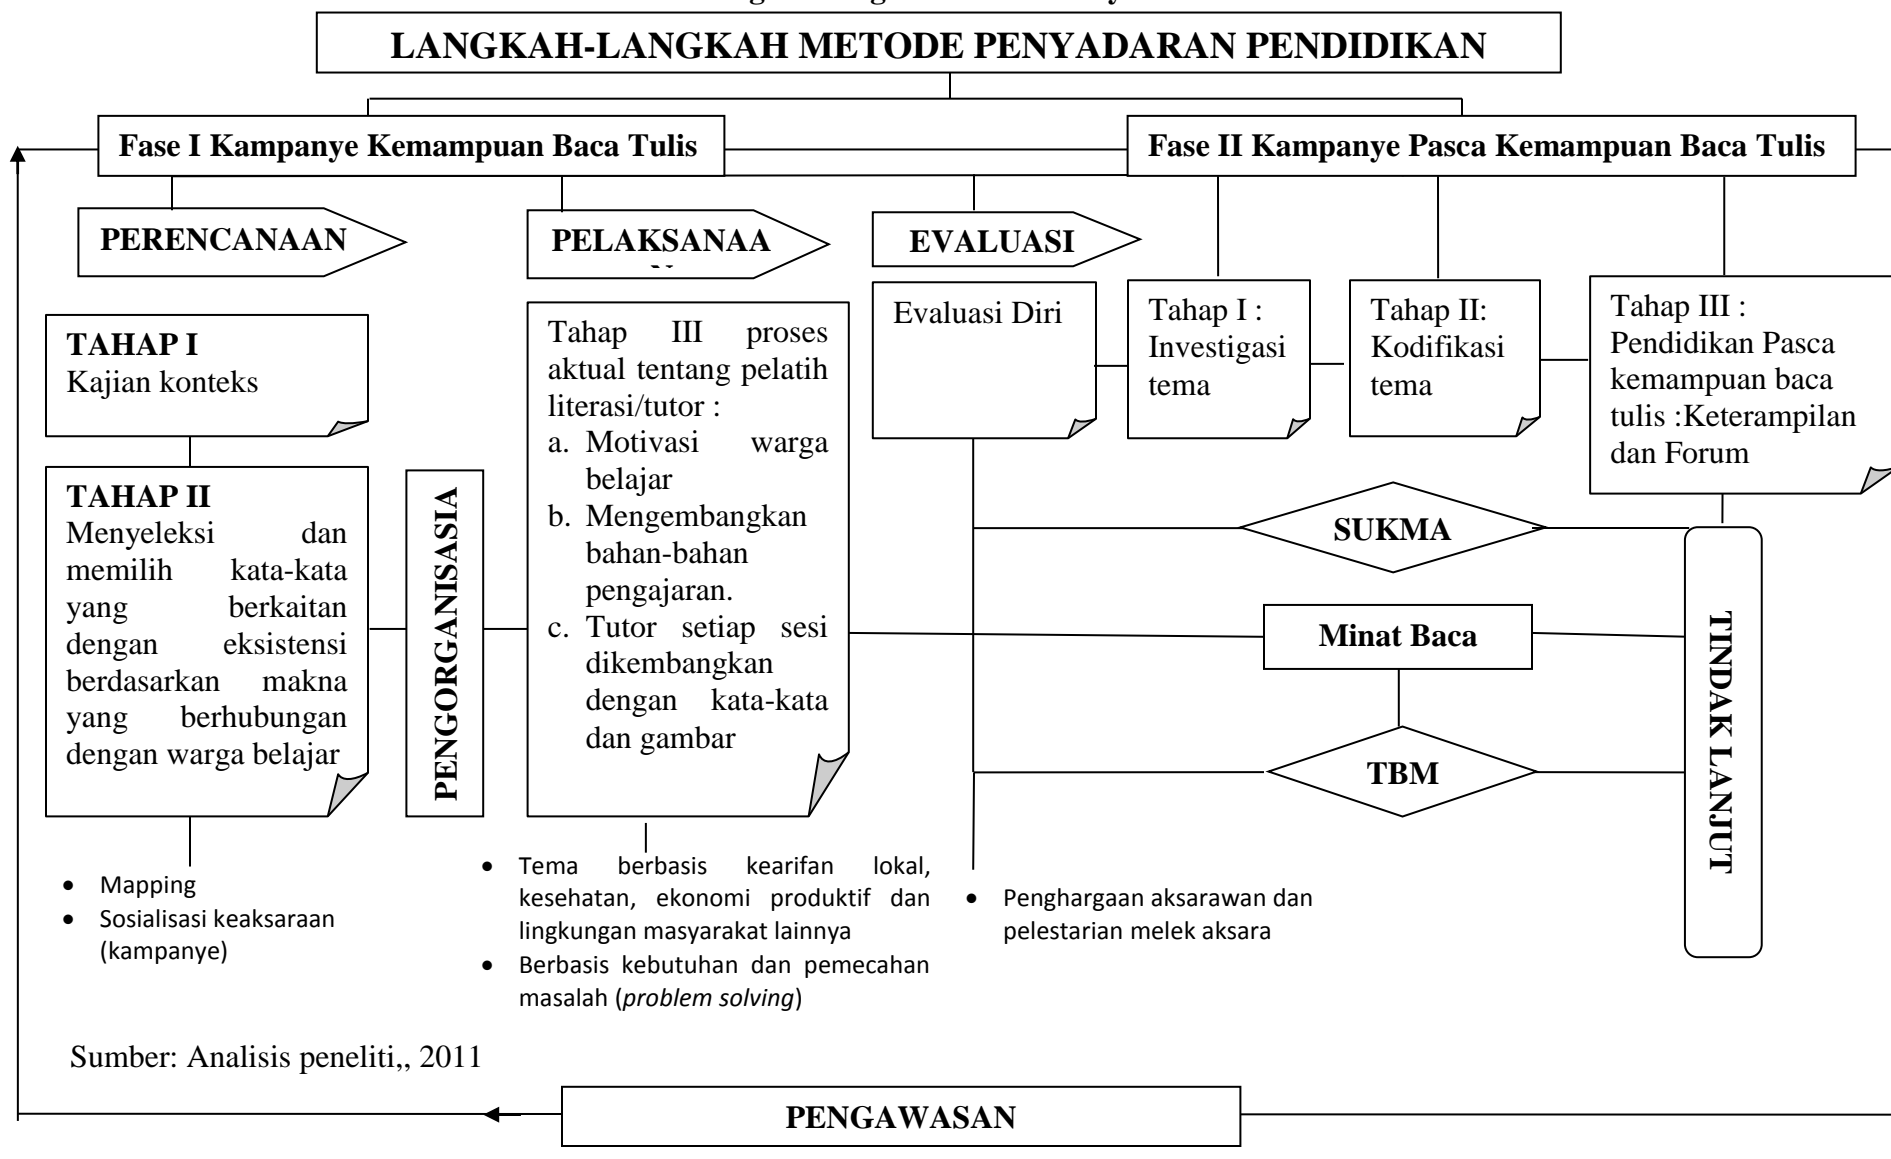 LANGKAH-LANGKAH METODE PENYADARAN PENDIDIKAN
Fase I Kampanye Kemampuan Baca Tulis
Fase II Kampanye Pasca Kemampuan Baca Tulis
PERENCANAAN
PELAKSANAA
EVALUASI
TAHAP I
Kajian konteks
TAHAP II
Menyeleksi dan
memilih kata-kata
yang berkaitan
dengan eksistensi
berdasarkan makna
yang berhubungan
dengan warga belajar
PENGORGANISASIA
Tahap III proses
aktual tentang pelatih
literasi/tutor :
a. Motivasi warga
belajar
b. Mengembangkan
bahan-bahan
pengajaran.
c. Tutor setiap sesi
dikembangkan
dengan kata-kata
dan gambar
Evaluasi Diri
Tahap I :
Investigasi
tema
Tahap II:
Kodifikasi
tema
Tahap III :
Pendidikan Pasca
kemampuan baca
tulis :Keterampilan
dan Forum
SUKMA
Minat Baca
TBM
TINDAK LANJUT
• Mapping
• Sosialisasi keaksaraan
(kampanye)
• Tema berbasis kearifan lokal,
kesehatan, ekonomi produktif dan
lingkungan masyarakat lainnya
• Berbasis kebutuhan dan pemecahan
masalah (problem solving)
• Penghargaan aksarawan dan
pelestarian melek aksara
Sumber: Analisis peneliti,, 2011
PENGAWASAN